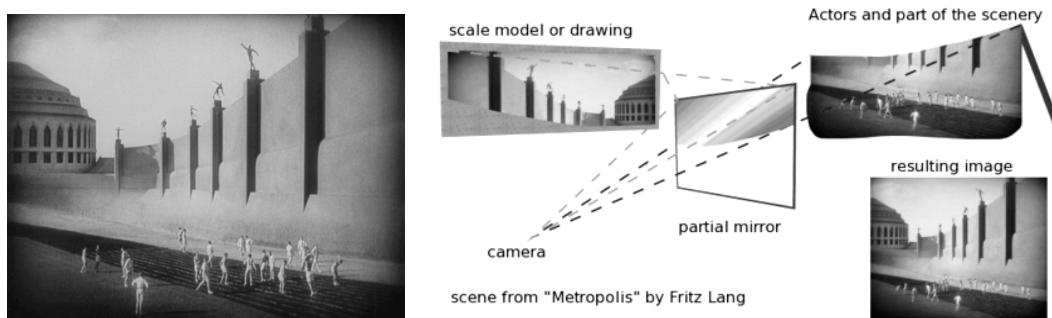 Actors and part of the scenery
scale model or drawing
resulting image
partial mirror
camera
scene from "Metropolis" by Fritz Lang